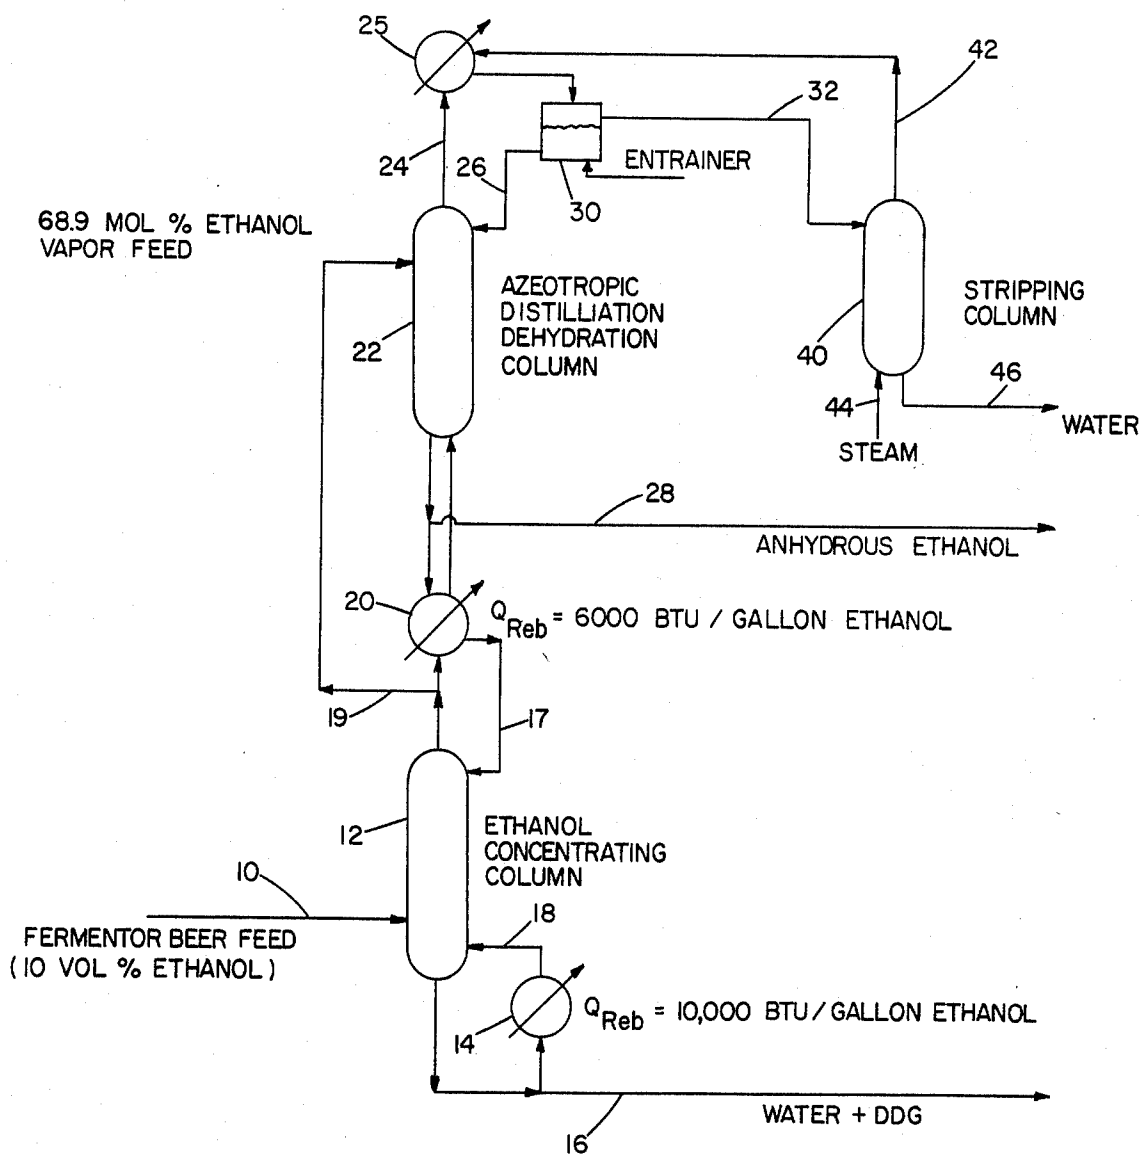 25
42
32
24
26
ENTRAINER
30
68.9 MOL % ETHANOL
VAPOR FEED
AZEOTROPIC
DISTILLIATION
DEHYDRATION
COLUMN
22
STRIPPING
COLUMN
40
46
44
WATER
STEAM
28
ANHYDROUS ETHANOL
20
QReb = 6000 BTU / GALLON ETHANOL
19
17
12
ETHANOL
CONCENTRATING
COLUMN
10
18
FERMENTOR BEER FEED
(10 VOL % ETHANOL)
QReb = 10,000 BTU/GALLON ETHANOL
14
WATER + DDG
16